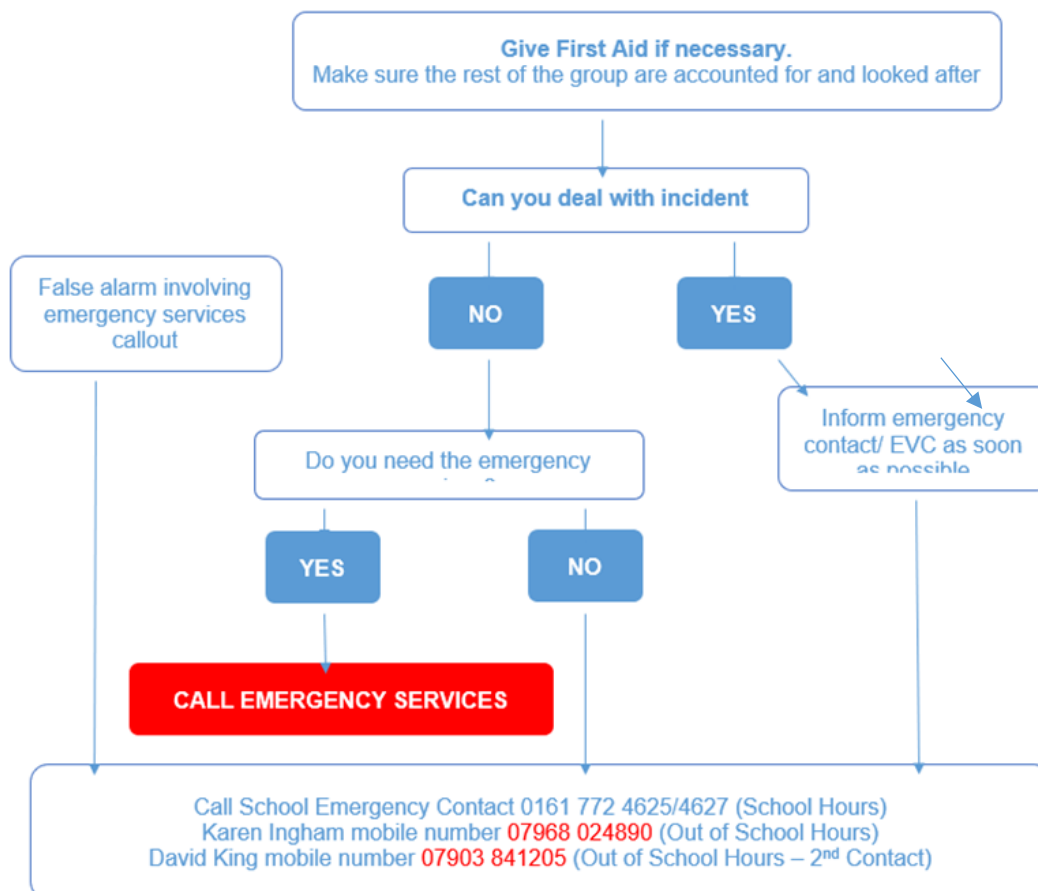 Give First Aid if necessary.
Make sure the rest of the group are accounted for and looked after
Can you deal with incident
False alarm involving
emergency services
callout
NO
YES
Inform emergency
contact/ EVC as soon
as possible
Do you need the emergency
YES
NO
CALL EMERGENCY SERVICES
Call School Emergency Contact 0161 772 4625/4627 (School Hours)
Karen Ingham mobile number 07968 024890 (Out of School Hours)
David King mobile number 07903 841205 (Out of School Hours – 2nd Contact)